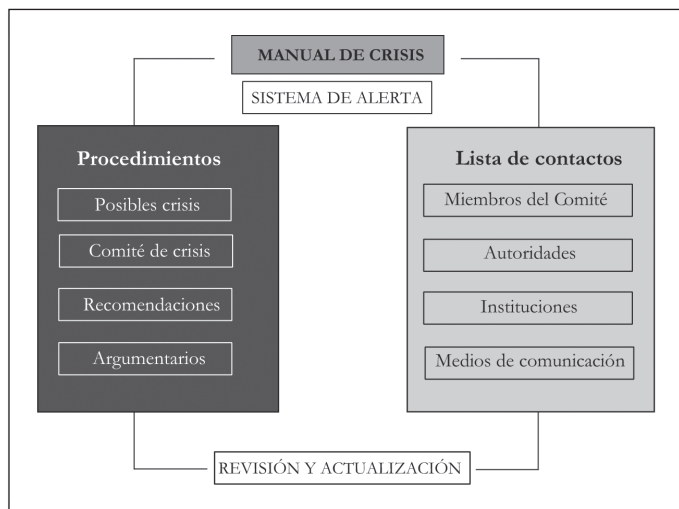 MANUAL DE CRISIS
SISTEMA DE ALERTA
Procedimientos
Posibles crisis
Comité de crisis
Recomendaciones
Argumentarios
Lista de contactos
Miembros del Comité
Autoridades
Instituciones
Medios de comunicación
REVISIÓN Y ACTUALIZACIÓN